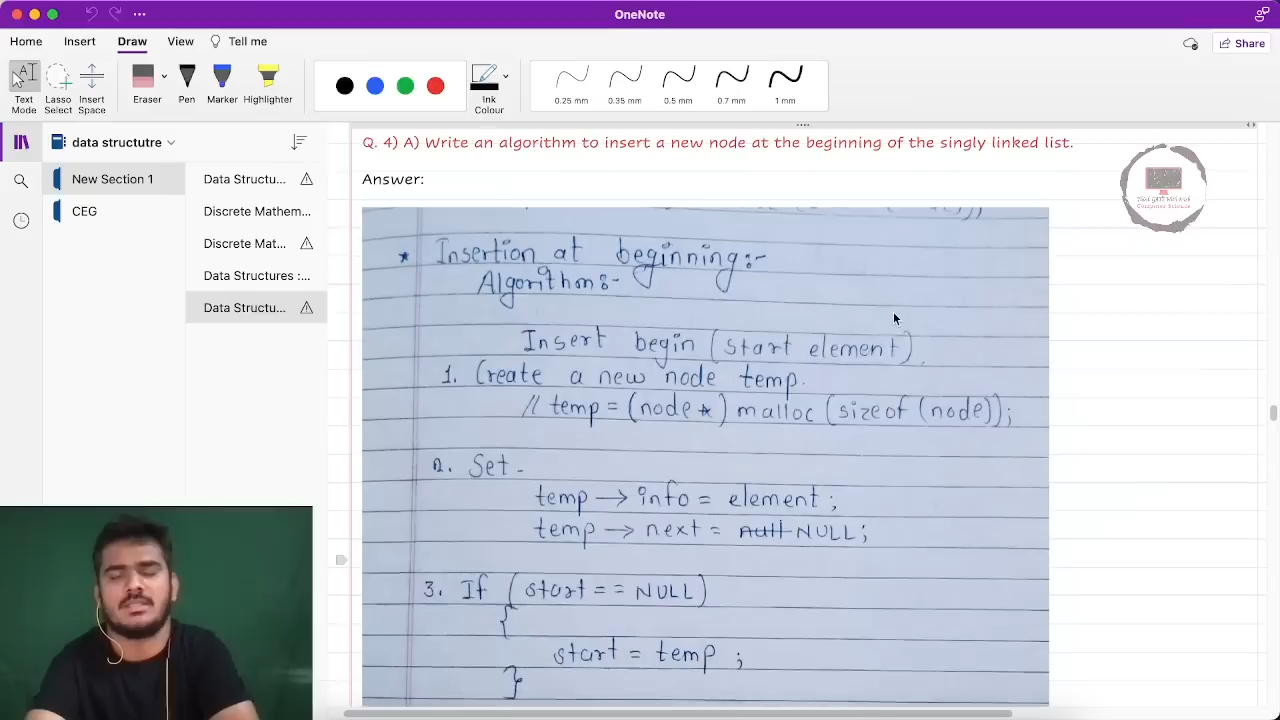 OneNote
Home Insert Draw View Tell me
Share
Text Mode
Lasso Select
Insert Space
Eraser
Pen
Marker
Highlighter
Ink Colour
0.25 mm 0.35 mm 0.5 mm 0.7 mm 1 mm
data structutre
New Section 1
CEG
Data Structu...
Discrete Mathem...
Discrete Mat...
Data Structures :...
Data Structu...
Q. 4) A) Write an algorithm to insert a new node at the beginning of the singly linked list.
Answer:
Computer Science
* Insertion at beginning:-
Algorithm:-
Insert begin (start element).
1. Create a new node temp.
// temp = (node *) malloc (sizeof (node));
2. Set -
temp → info = element ;
temp → next = null NULL;
3. If (start == NULL)
{
start = temp ;
}